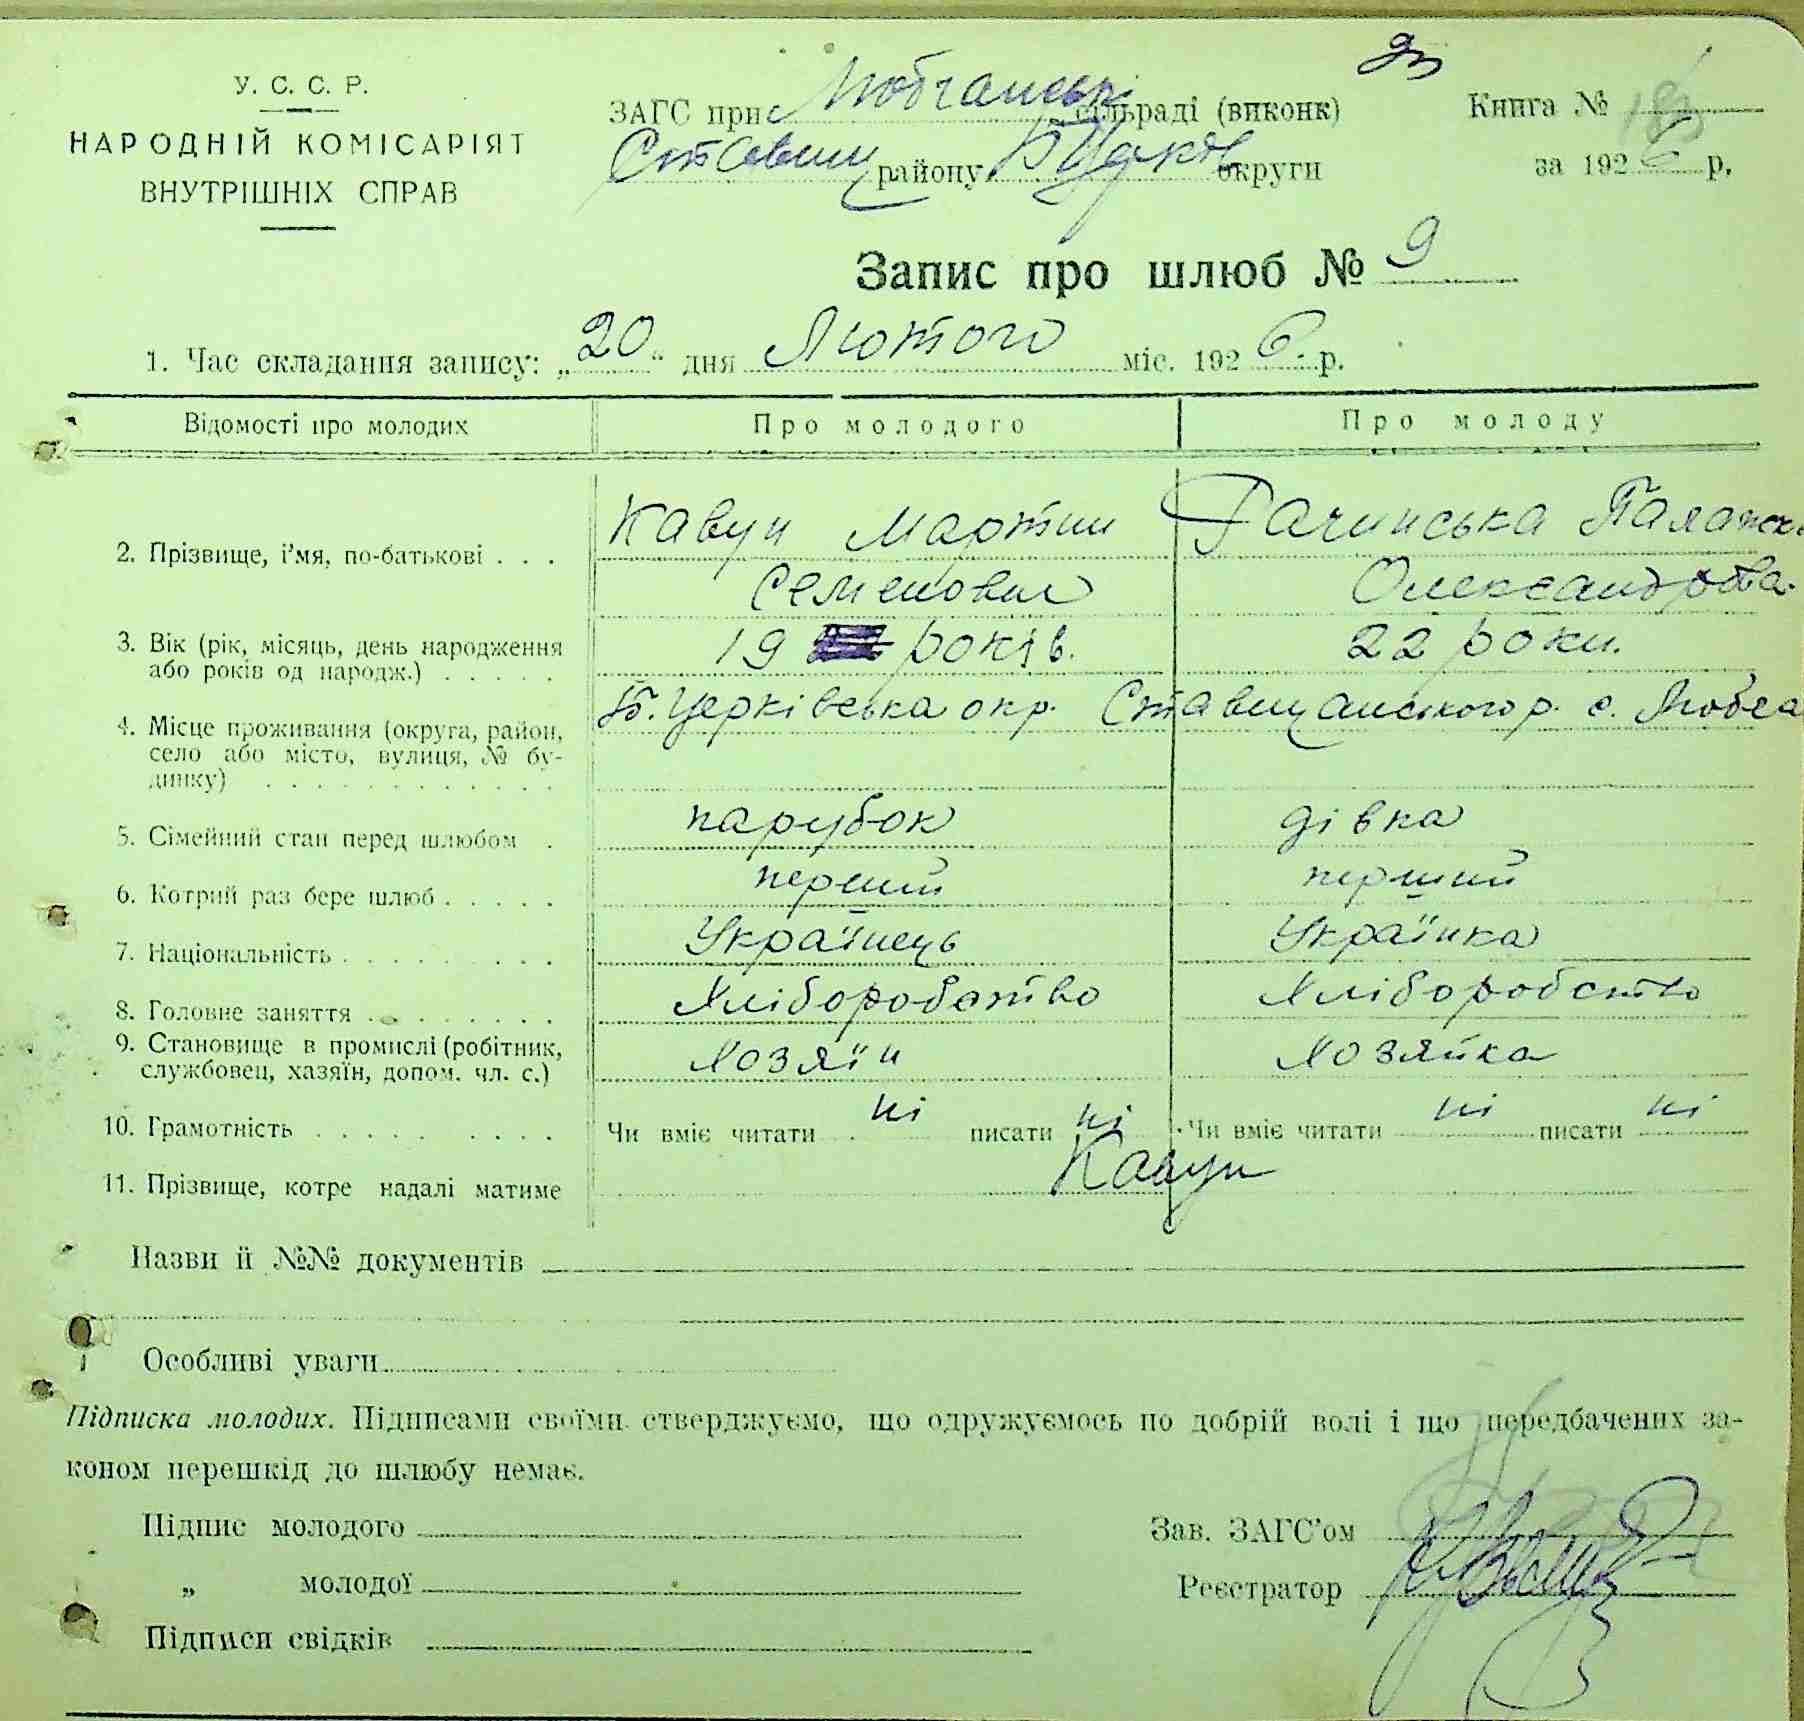 У. С. С. Р.
НАРОДНІЙ КОМІСАРІЯТ
ВНУТРІШНІХ СПРАВ
ЗАГС при сільраді (виконк)
Ставищ району Б Церків округи
Книга №
за 1926 р.
Запис про шлюб № 9
1. Час складання запису: „20" дня Лютого міс. 1926 р.
Відомості про молодих Про молодого Про молоду
2. Прізвище, ім'я, по-батькові . . . Кавун Мартин Рачинська
Семенович Олександрова
3. Вік (рік, місяць, день народження 19 років. 22 роки.
або років од народж.) . . . . .
4. Місце проживання (округа, район, Б. Церківська окр. Ставищанського р. с.
село або місто, вулиця, № бу-
динку) . . . . . . . . . . . .
5. Сімейний стан перед шлюбом . парубок дівка
6. Котрий раз бере шлюб . . . . . перший перший
7. Національність . . . . . . . . . Українець Українка
8. Головне заняття . . . . . . . . Хліборобство Хліборобство
9. Становище в промислі (робітник, Хозяїн Хозяйка
службовец, хазяїн, допом. чл. с.)
10. Грамотність . . . . . . . . Чи вміє читати ні писати ні Чи вміє читати ні писати ні
11. Прізвище, котре надалі матиме Кавун
Назви й №№ документів
Особливі уваги
Підписка молодих. Підписами своїми стверджуємо, що одружуємось по добрій волі і що передбачених за-
коном перешкід до шлюбу немає.
Підпис молодого
Зав. ЗАГС'ом
„ молодої
Реєстратор
Підписи свідків